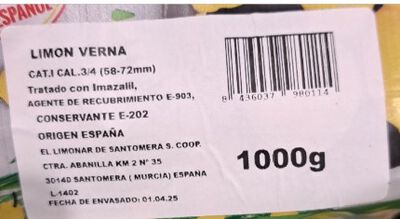 ESPAÑOL
LIMON VERNA
CAT.I CAL.3/4 (58-72mm)
Tratado con Imazalil,
AGENTE DE RECUBRIMIENTO E-903,
CONSERVANTE E-202
ORIGEN ESPAÑA
EL LIMONAR DE SANTOMERA S. COOP.
CTRA. ABANILLA KM 2 Nº 35
30140 SANTOMERA ( MURCIA) ESPAÑA
L-1402
FECHA DE ENVASADO: 01.04.25
8 436037 980114
1000g